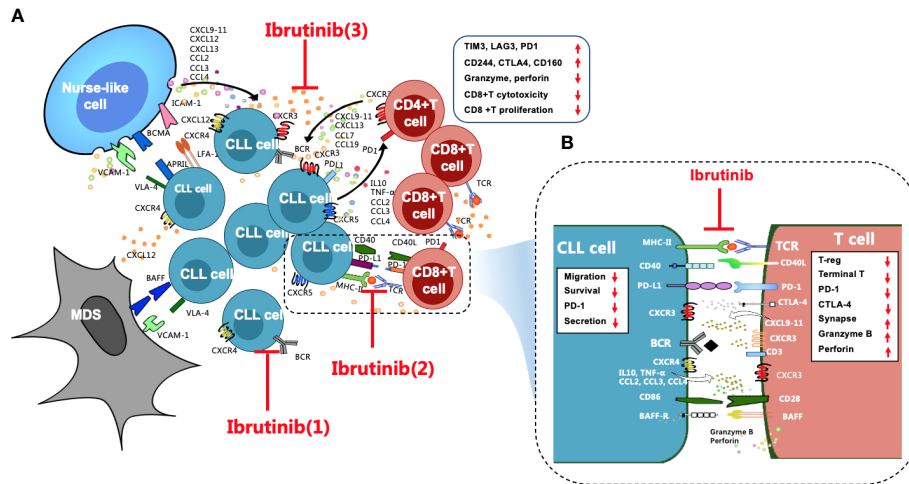 A
Ibrutinib(3)
CXCL9-11
CXCL12
CXCL13
CCL2
CCL3
CCL4
Nurse-like
cell
ICAM-1
BCMA
CXCL12
CXCR4
LFA-1
APRIL
VCAM-1
VLA-4
CXCR4
CLL cell
CXCR3
BCR
CLL cell
CXCR3
PDL1
CLL cell
CXCR5
CXCL9-11
CXCL13
CCL7
CCL19
CXCR3
CD4+T
cell
PD1
CD8+T
cell
TCR
CD8+T
cell
TCR
IL10
TNF-α
CCL2
CCL3
CCL4
TIM3, LAG3, PD1
CD244, CTLA4, CD160
Granzyme, perforin
CD8+T cytotoxicity
CD8 +T proliferation
CLL cell
CLL cell
CXCR5
CD40
CD40L
PD1
PD-L1
PD-1
MHC-II
TCR
CD8+T
cell
CXCL12
BAFF
CLL cell
VLA-4
VCAM-1
MDS
CLL cell
CXCR4
BCR
Ibrutinib(2)
Ibrutinib(1)
B
Ibrutinib
CLL cell
T cell
MHC-II
TCR
CD40
CD40L
PD-L1
PD-1
CTLA-4
CXCR3
CXCL9-11
CXCR3
BCR
CD3
CXCR4
CXCR3
IL10, TNF-α
CCL2, CCL3, CCL4
CD86
CD28
BAFF-R
BAFF
Granzyme B
Perforin
Migration
Survival
PD-1
Secretion
T-reg
Terminal T
PD-1
CTLA-4
Synapse
Granzyme B
Perforin